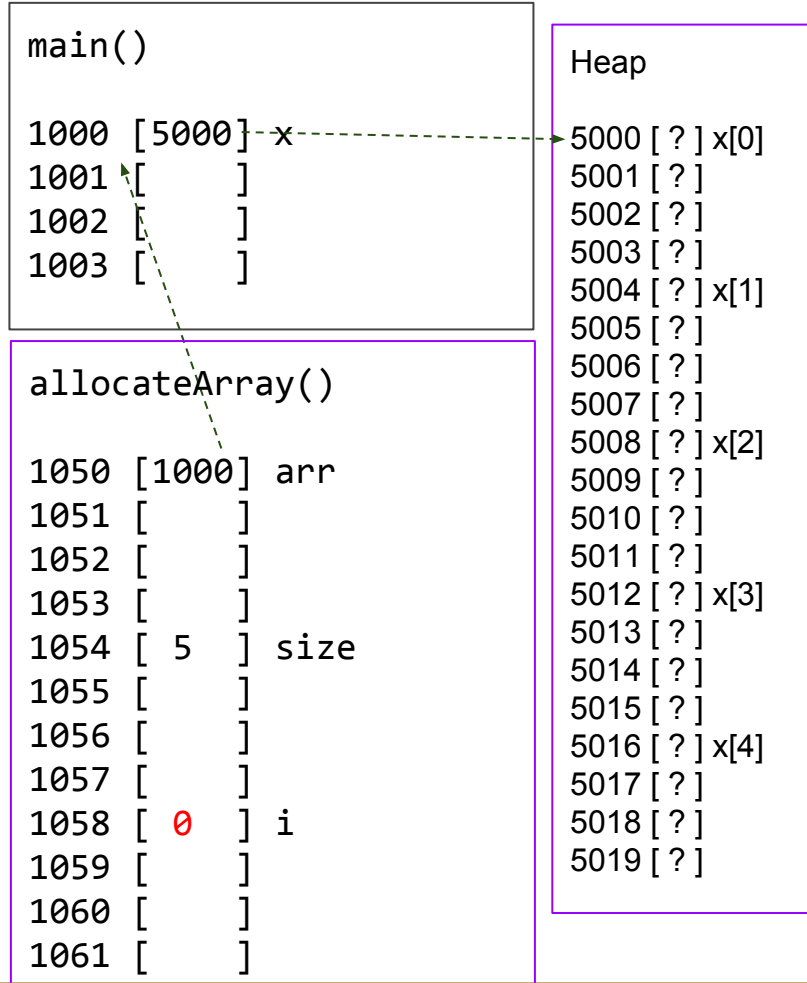 main()
1000 [5000] x
1001 [    ]
1002 [    ]
1003 [    ]
allocateArray()
1050 [1000] arr
1051 [    ]
1052 [    ]
1053 [    ]
1054 [ 5  ] size
1055 [    ]
1056 [    ]
1057 [    ]
1058 [ 0  ] i
1059 [    ]
1060 [    ]
1061 [    ]
Heap
5000 [ ? ] x[0]
5001 [ ? ]
5002 [ ? ]
5003 [ ? ]
5004 [ ? ] x[1]
5005 [ ? ]
5006 [ ? ]
5007 [ ? ]
5008 [ ? ] x[2]
5009 [ ? ]
5010 [ ? ]
5011 [ ? ]
5012 [ ? ] x[3]
5013 [ ? ]
5014 [ ? ]
5015 [ ? ]
5016 [ ? ] x[4]
5017 [ ? ]
5018 [ ? ]
5019 [ ? ]